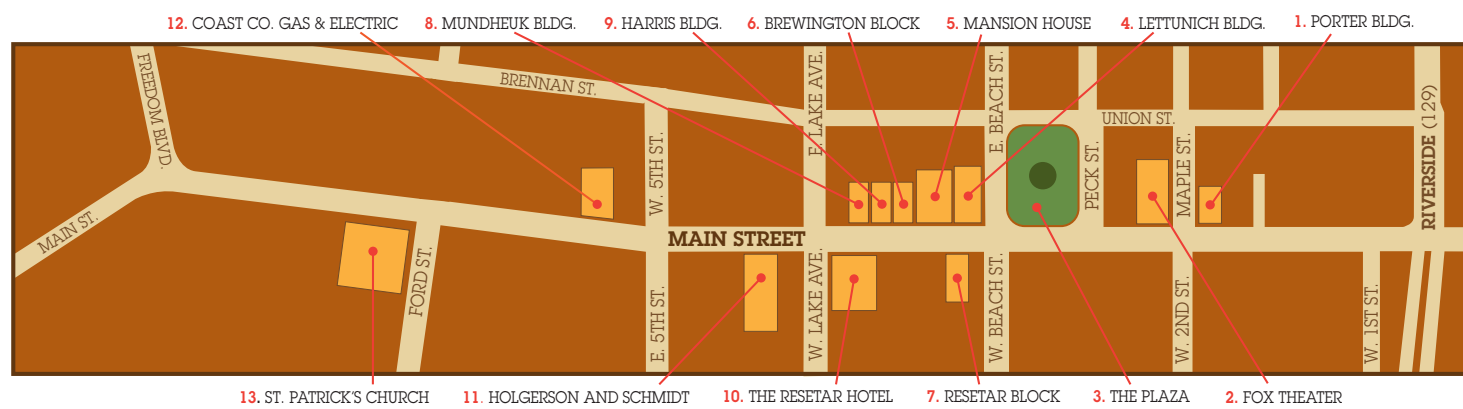 12. COAST CO. GAS & ELECTRIC
8. MUNDHEUK BLDG.
9. HARRIS BLDG.
6. BREWINGTON BLOCK
5. MANSION HOUSE
4. LETTUNICH BLDG.
1. PORTER BLDG.
FREEDOM BLVD.
BRENNAN ST.
E. LAKE AVE.
E. BEACH ST.
UNION ST.
W. 5TH ST.
PECK ST.
MAPLE ST.
RIVERSIDE (129)
MAIN ST.
MAIN STREET
FORD ST.
E. 5TH ST.
W. LAKE AVE.
W. BEACH ST.
W. 2ND ST.
W. 1ST ST.
13. ST. PATRICK'S CHURCH
11. HOLGERSON AND SCHMIDT
10. THE RESETAR HOTEL
7. RESETAR BLOCK
3. THE PLAZA
2. FOX THEATER